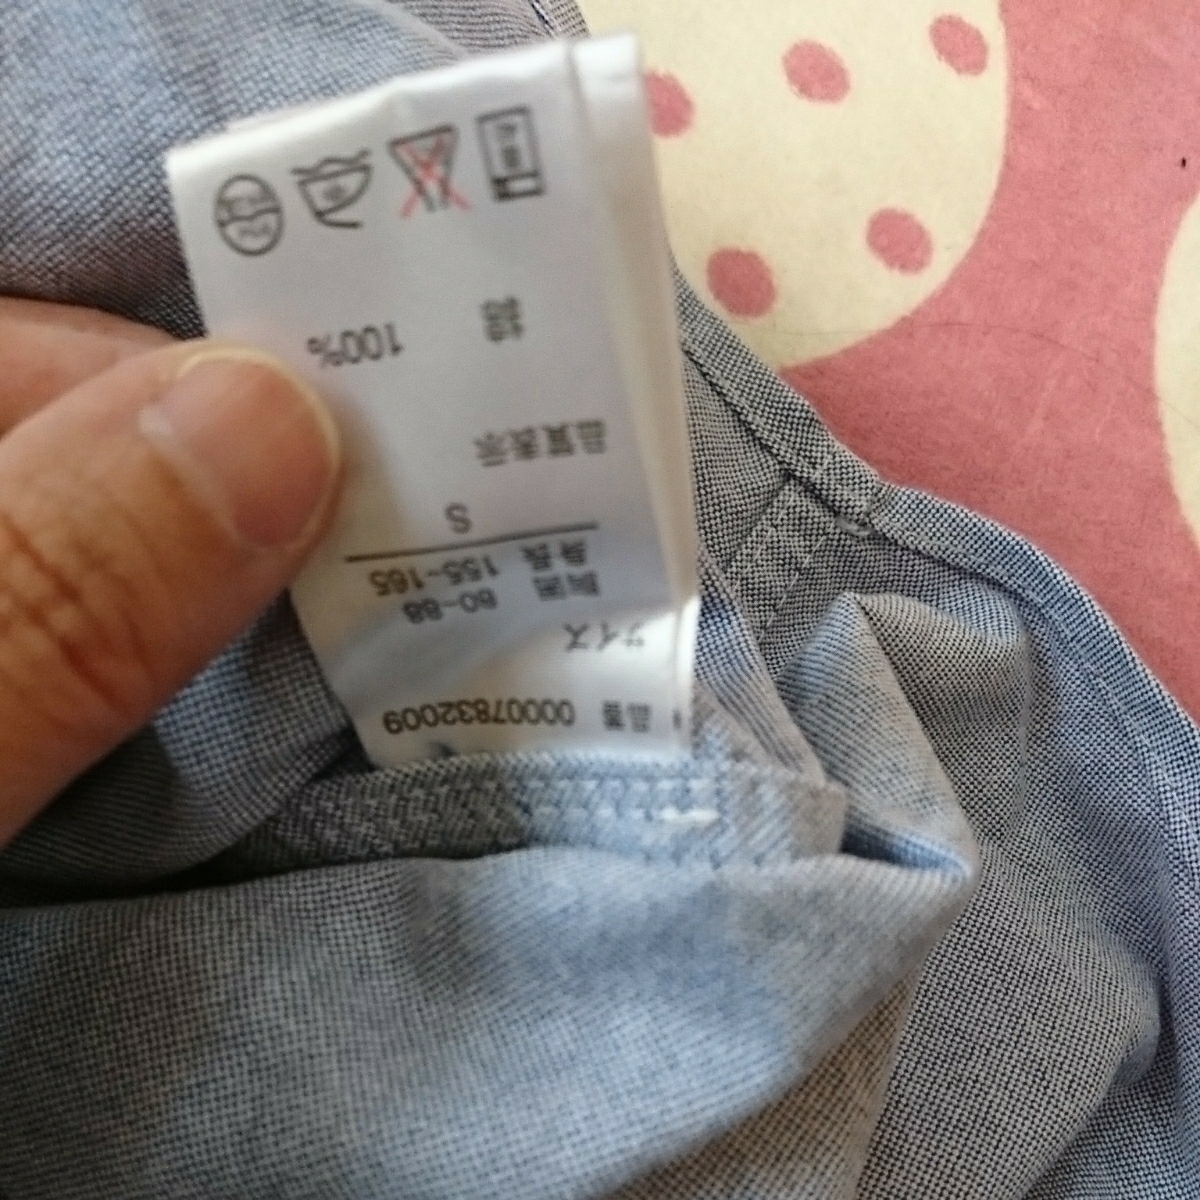 品番 00007832009
サイズ
胸囲 80~88
身長 155~165
S
品質表示
綿 100%